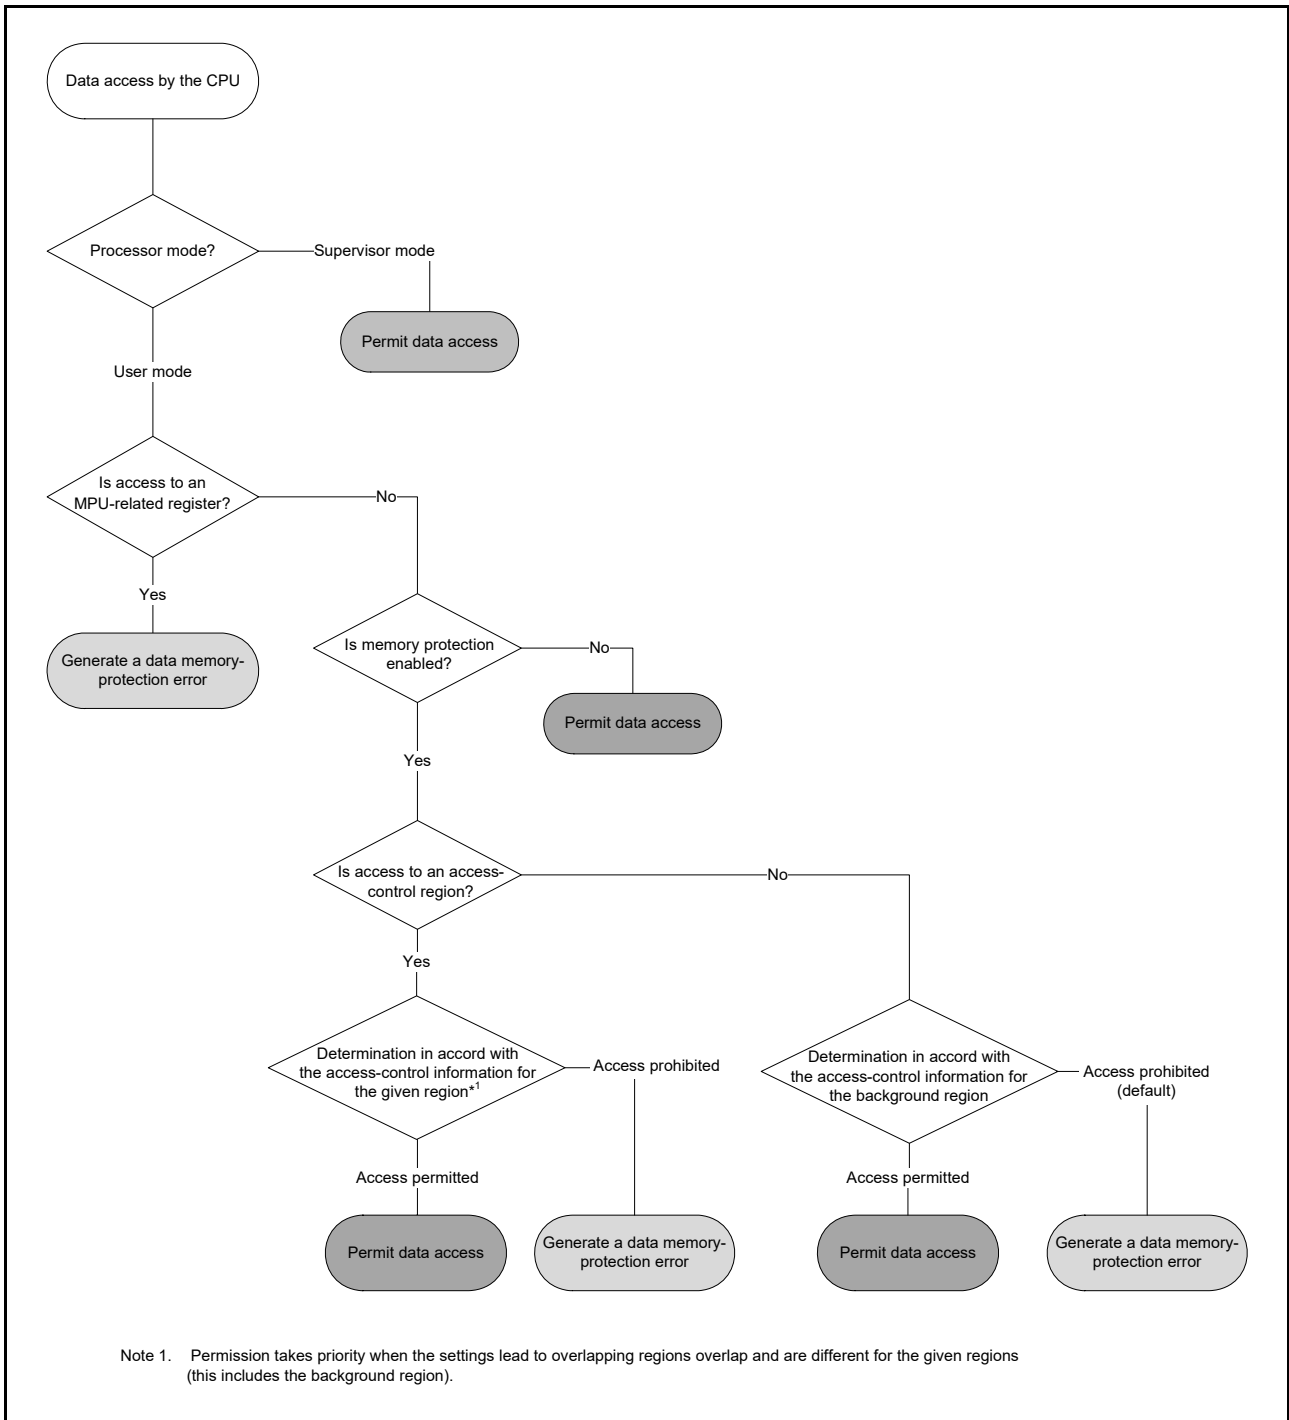 Data access by the CPU
Processor mode?
Supervisor mode
Permit data access
User mode
Is access to an
MPU-related register?
No
Yes
Generate a data memory-
protection error
Is memory protection
enabled?
No
Permit data access
Yes
Is access to an access-
control region?
No
Yes
Determination in accord with
the access-control information for
the given region*1
Access prohibited
Determination in accord with
the access-control information for
the background region
Access prohibited
(default)
Access permitted
Access permitted
Permit data access
Generate a data memory-
protection error
Permit data access
Generate a data memory-
protection error
Note 1. Permission takes priority when the settings lead to overlapping regions overlap and are different for the given regions
(this includes the background region).